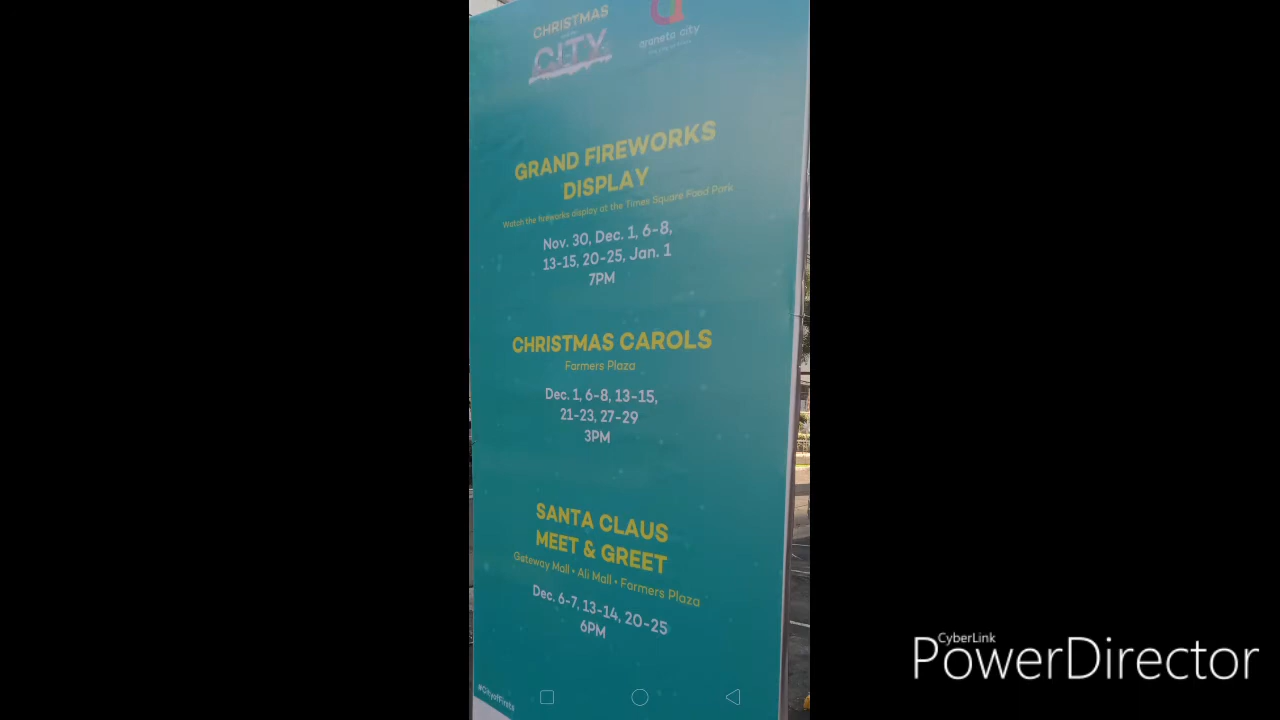 CHRISTMAS
CITY
araneta city
GRAND FIREWORKS
DISPLAY
Watch the fireworks display at the Times Square Food Park
Nov. 30, Dec. 1, 6-8,
13-15, 20-25, Jan. 1
7PM
CHRISTMAS CAROLS
Farmers Plaza
Dec. 1, 6-8, 13-15,
21-23, 27-29
3PM
SANTA CLAUS
MEET & GREET
Gateway Mall • Ali Mall • Farmers Plaza
Dec. 6-7, 13-14, 20-25
6PM
#CityofFirsts
CyberLink
PowerDirector